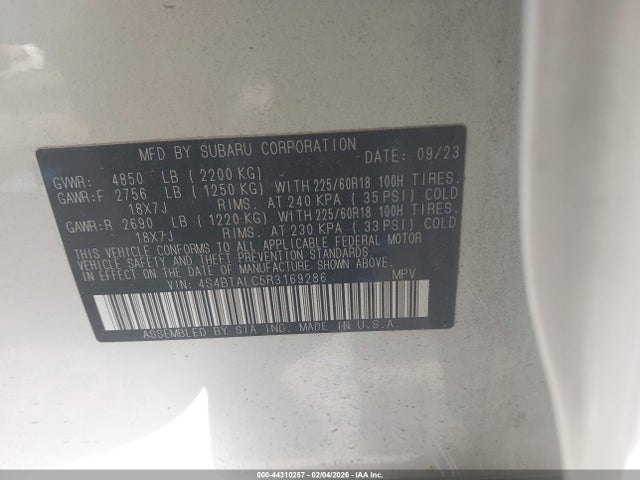 MFD BY SUBARU CORPORATION DATE: 09/23
GVWR: 4850 LB (2200 KG)
GAWR:F 2756 LB (1250 KG) WITH 225/60R18 100H TIRES.
18X7J RIMS. AT 240 KPA (35 PSI) COLD
GAWR:R 2690 LB (1220 KG) WITH 225/60R18 100H TIRES.
18X7J RIMS. AT 230 KPA (33 PSI) COLD
THIS VEHICLE CONFORMS TO ALL APPLICABLE FEDERAL MOTOR
VEHICLE SAFETY AND THEFT PREVENTION STANDARDS
IN EFFECT ON THE DATE OF MANUFACTURE SHOWN ABOVE.
VIN: 4S4BTALC5R3169286 MPV
ASSEMBLED BY SIA INC. MADE IN U.S.A.
000-44310257 - 02/04/2026 - COPYRIGHT IAA, LLC.